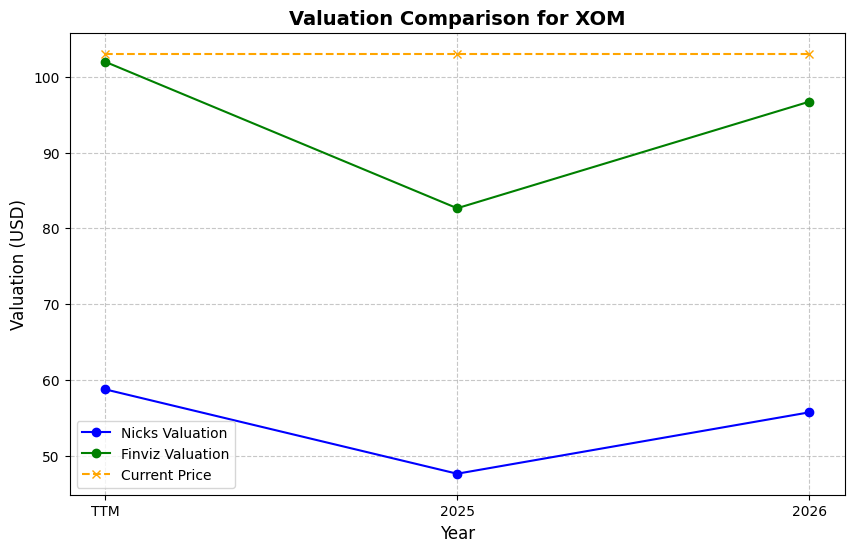 Valuation Comparison for XOM
Valuation (USD)
100
90
80
70
60
50
Nicks Valuation
Finviz Valuation
Current Price
TTM
2025
2026
Year